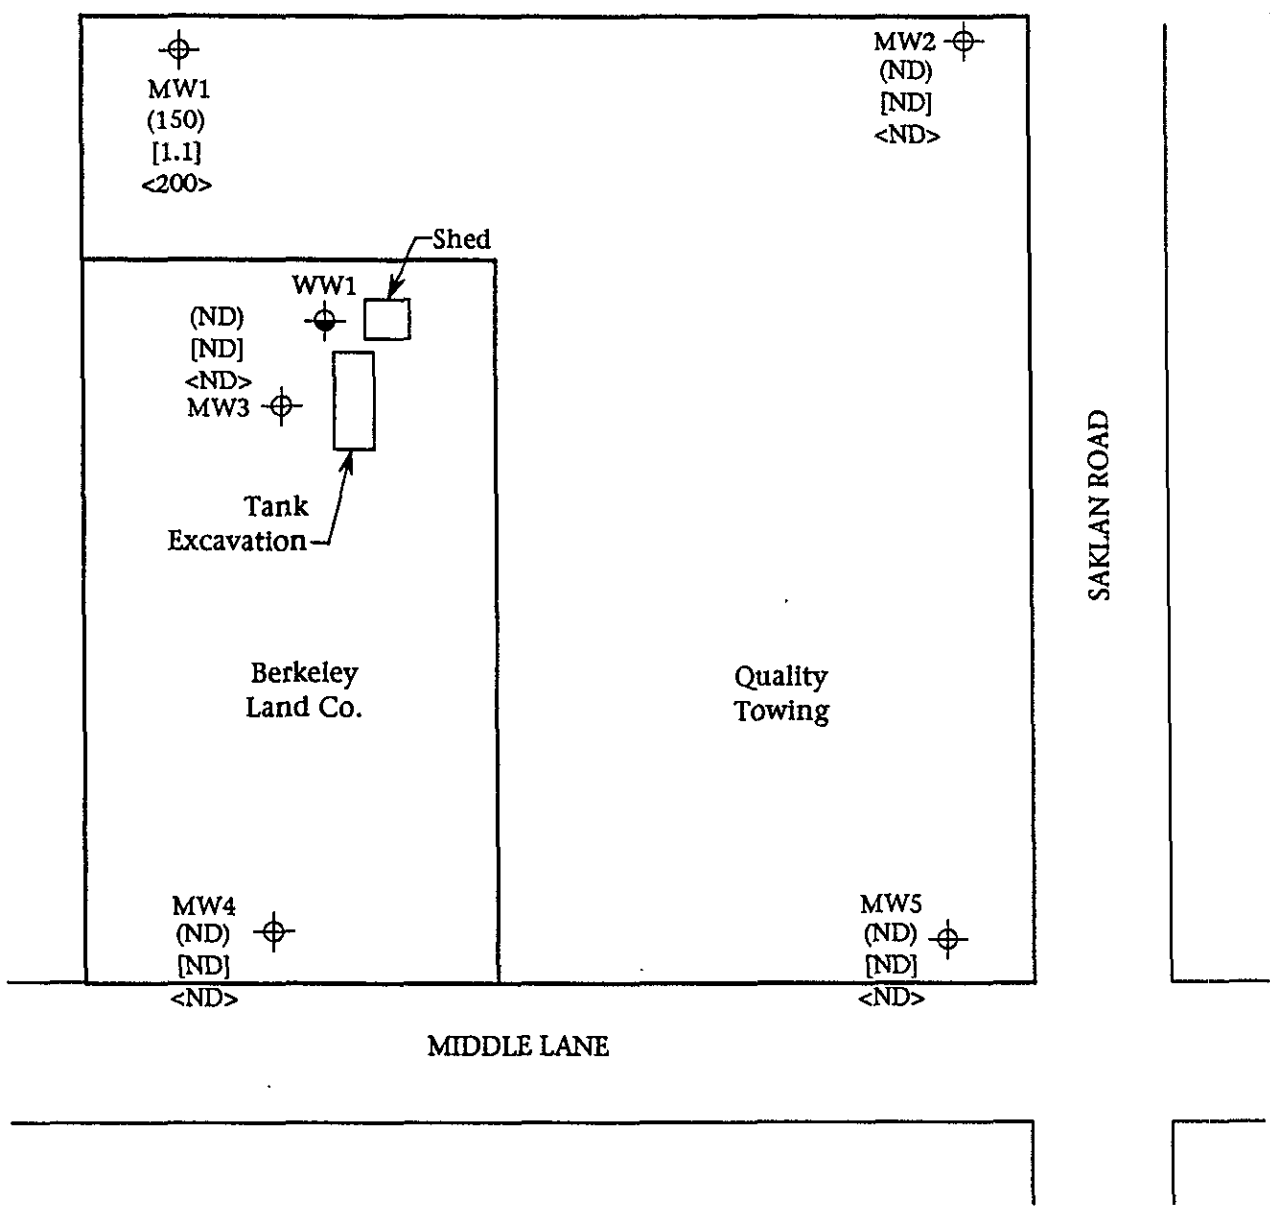 MW1
(150)
[1.1]
<200>
MW2
(ND)
[ND]
<ND>
Shed
WW1
(ND)
[ND]
<ND>
MW3
Tank
Excavation
SAKLAN ROAD
Berkeley
Land Co.
Quality
Towing
MW4
(ND)
[ND]
<ND>
MW5
(ND)
[ND]
<ND>
MIDDLE LANE